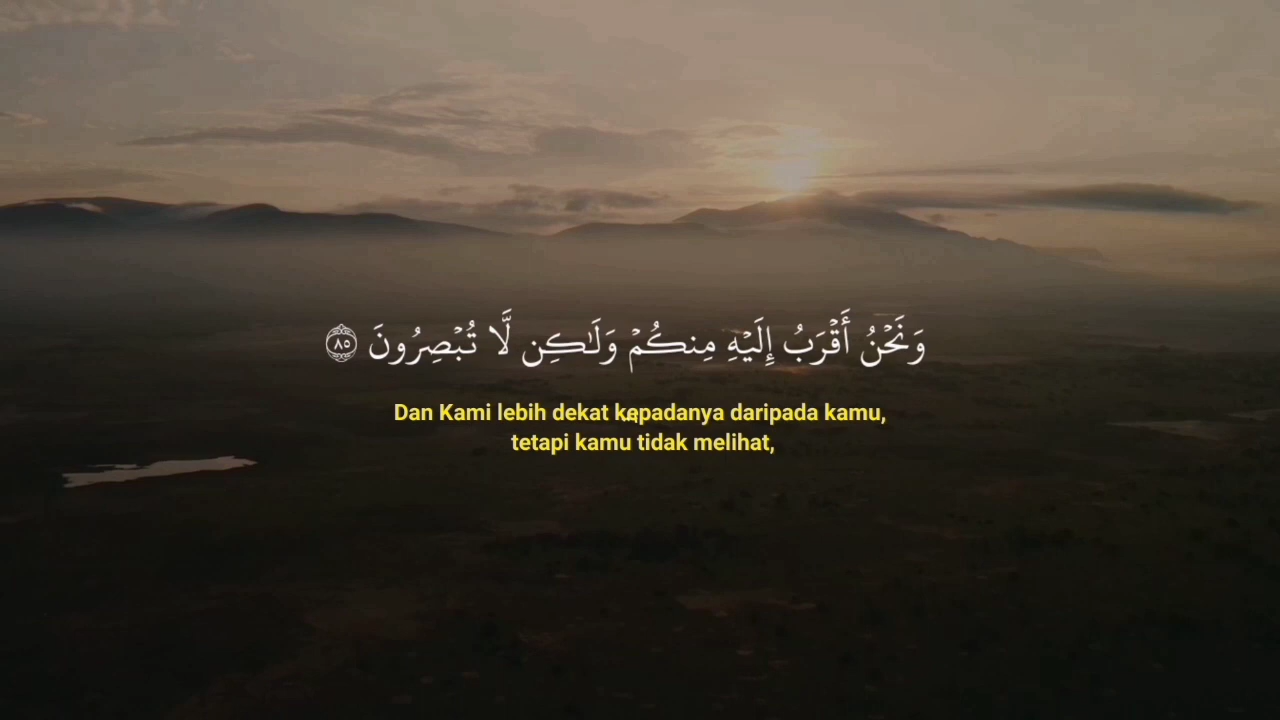 وَنَحْنُ أَقْرَبُ إِلَيْهِ مِنكُمْ وَلَـٰكِن لَّا تُبْصِرُونَ ٨٥
Dan Kami lebih dekat kepadanya daripada kamu,
tetapi kamu tidak melihat,